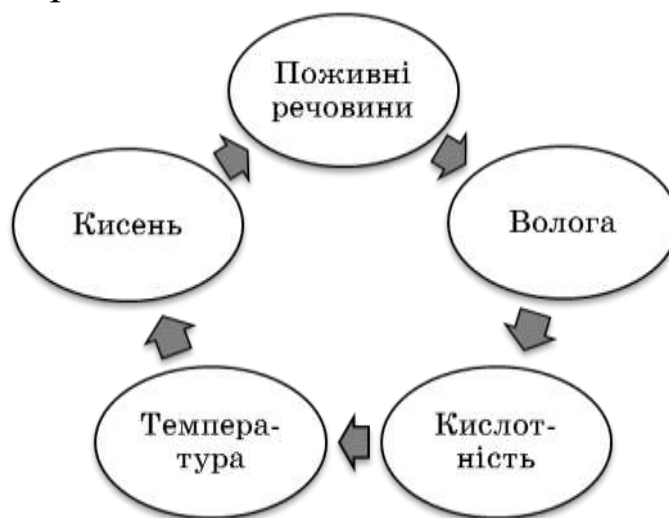 Поживні
речовини
Волога
Кислот-
ність
Темпера-
тура
Кисень